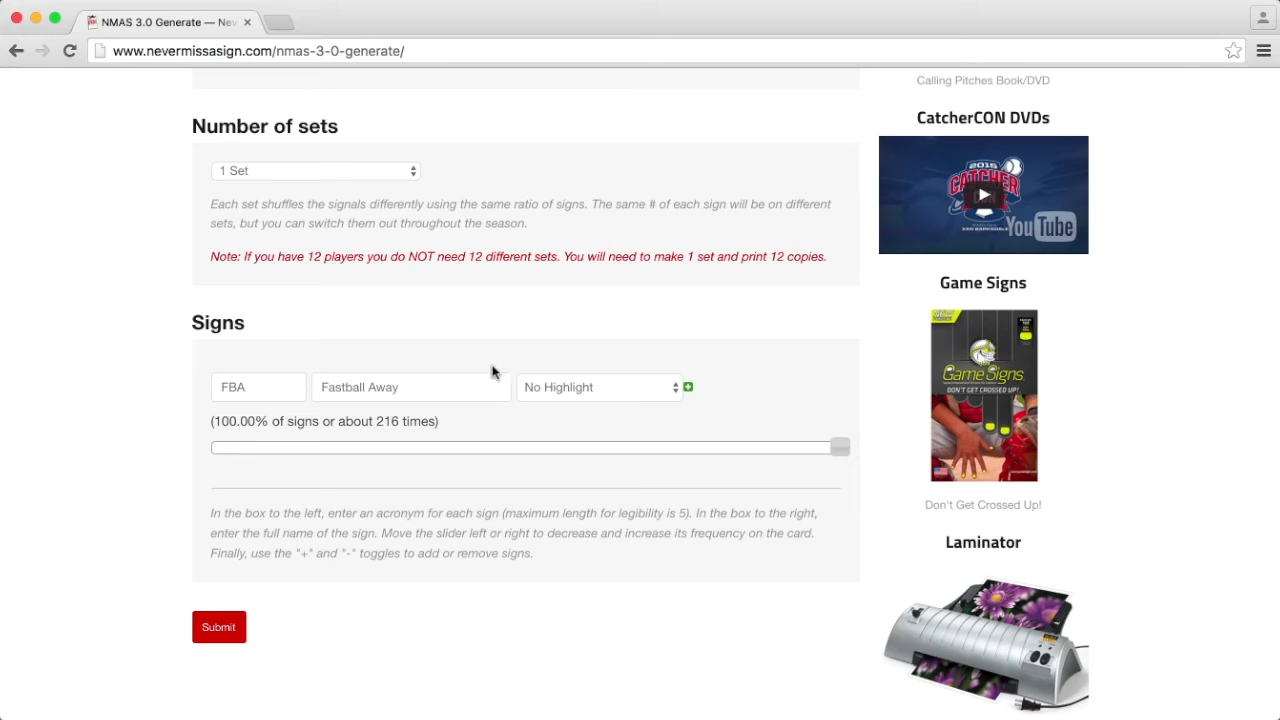 NMAS 3.0 Generate — Nev
www.nevermissasign.com/nmas-3-0-generate/
Calling Pitches Book/DVD
Number of sets
1 Set
Each set shuffles the signals differently using the same ratio of signs. The same # of each sign will be on different
sets, but you can switch them out throughout the season.
Note: If you have 12 players you do NOT need 12 different sets. You will need to make 1 set and print 12 copies.
Signs
FBA
Fastball Away
No Highlight
(100.00% of signs or about 216 times)
In the box to the left, enter an acronym for each sign (maximum length for legibility is 5). In the box to the right,
enter the full name of the sign. Move the slider left or right to decrease and increase its frequency on the card.
Finally, use the "+" and "-" toggles to add or remove signs.
Submit
CatcherCON DVDs
2015
CATCHER
CON
YouTube
Game Signs
Game Signs
DON'T GET CROSSED UP!
Don't Get Crossed Up!
Laminator